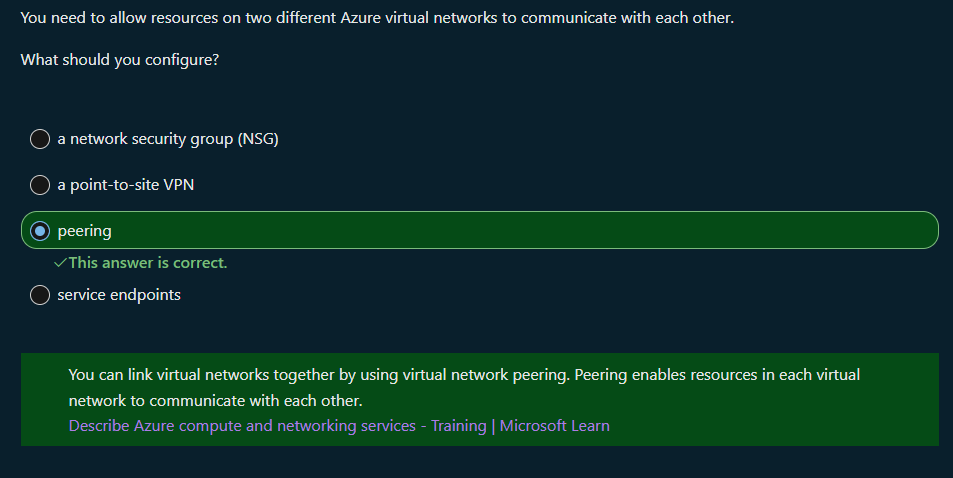 You need to allow resources on two different Azure virtual networks to communicate with each other.
What should you configure?
a network security group (NSG)
a point-to-site VPN
peering
This answer is correct.
service endpoints
You can link virtual networks together by using virtual network peering. Peering enables resources in each virtual
network to communicate with each other.
Describe Azure compute and networking services - Training | Microsoft Learn